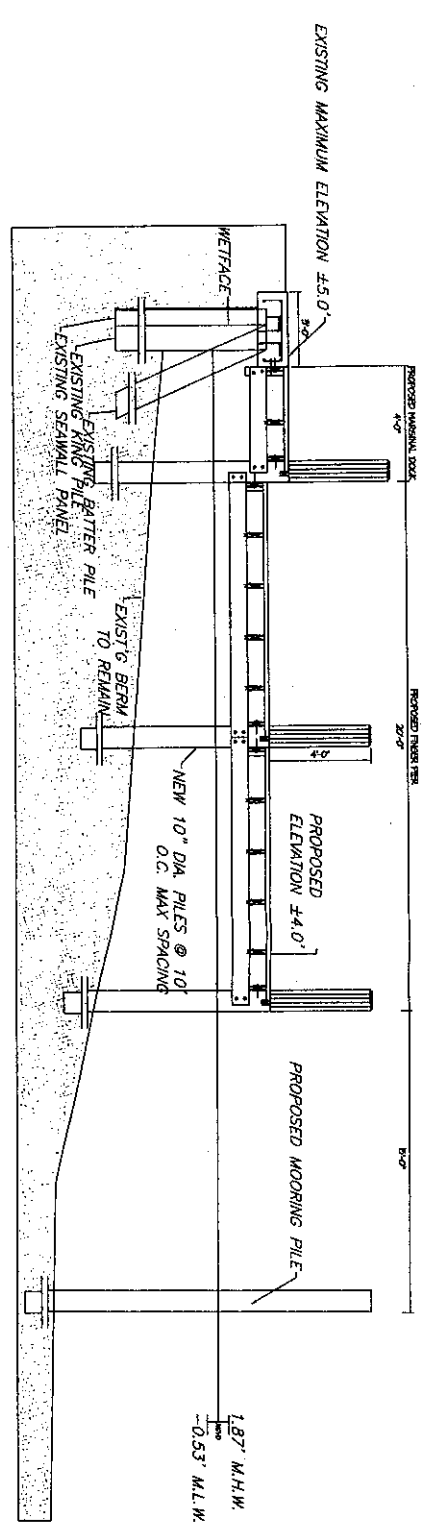 EXISTING MAXIMUM ELEVATION ±5.0'
3'-0"
PROPOSED MARGINAL DOCK
4'-0"
PROPOSED FINGER PIER
20'-0"
4'-0"
PROPOSED
ELEVATION ±4.0'
PROPOSED MOORING PILE
1.87' M.H.W.
-0.53' M.L.W.
WETFACE
NEW 10" DIA. PILES @ 10'
O.C. MAX SPACING
EXIST'G BERM
TO REMAIN
EXISTING BATTER PILE
EXISTING KING PILE
EXISTING SEAWALL PANEL